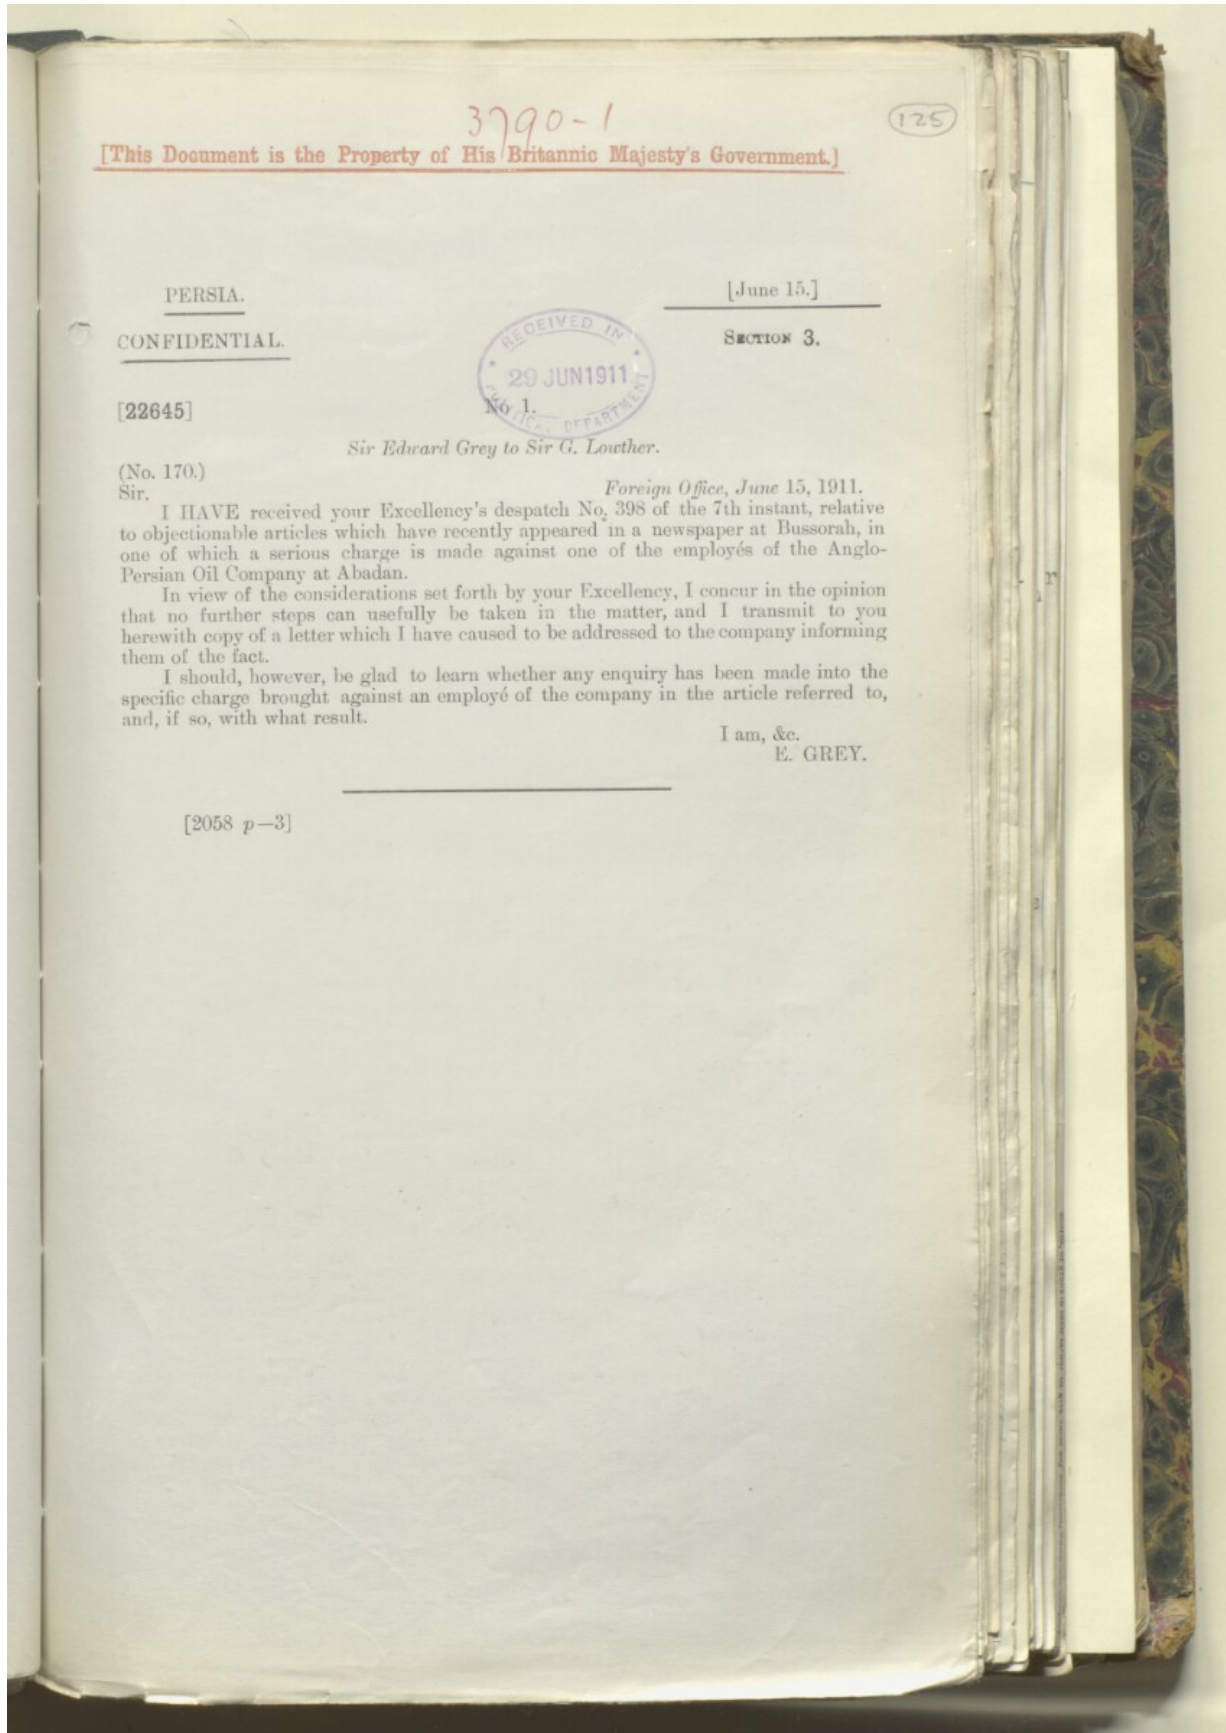 3790-1
125
[This Document is the Property of His Britannic Majesty's Government.]
PERSIA.
[June 15.]
CONFIDENTIAL.
SECTION 3.
RECEIVED IN
29 JUN 1911
POLITICAL DEPARTMENT
[22645]
No 1.
Sir Edward Grey to Sir G. Lowther.
(No. 170.)
Sir,
Foreign Office, June 15, 1911.
I HAVE received your Excellency's despatch No. 398 of the 7th instant, relative
to objectionable articles which have recently appeared in a newspaper at Bussorah, in
one of which a serious charge is made against one of the employés of the Anglo-
Persian Oil Company at Abadan.
In view of the considerations set forth by your Excellency, I concur in the opinion
that no further steps can usefully be taken in the matter, and I transmit to you
herewith copy of a letter which I have caused to be addressed to the company informing
them of the fact.
I should, however, be glad to learn whether any enquiry has been made into the
specific charge brought against an employé of the company in the article referred to,
and, if so, with what result.
I am, &c.
E. GREY.
[2058 p—3]